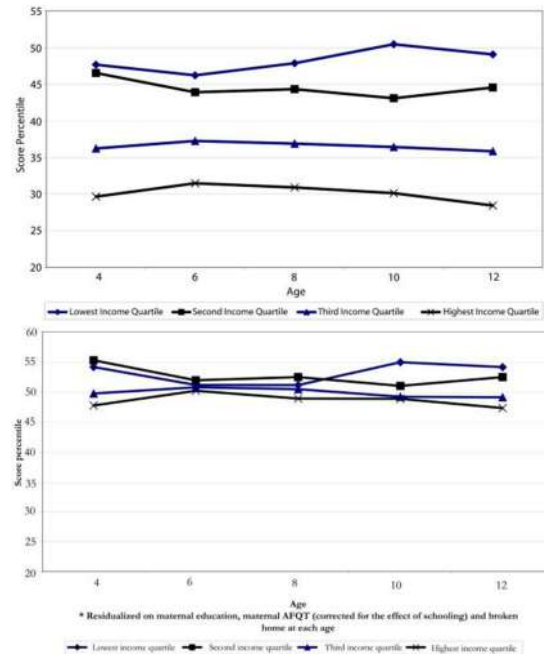 55
50
45
40
35
30
25
20
Score Percentile
4 6 8 10 12
Age
Lowest Income Quartile Second Income Quartile Third Income Quartile Highest Income Quartile
60
55
50
45
40
35
30
25
20
Score percentile
4 6 8 10 12
Age
* Residualized on maternal education, maternal AFQT (corrected for the effect of schooling) and broken
home at each age
Lowest income quartile Second income quartile Third income quartile Highest income quartile